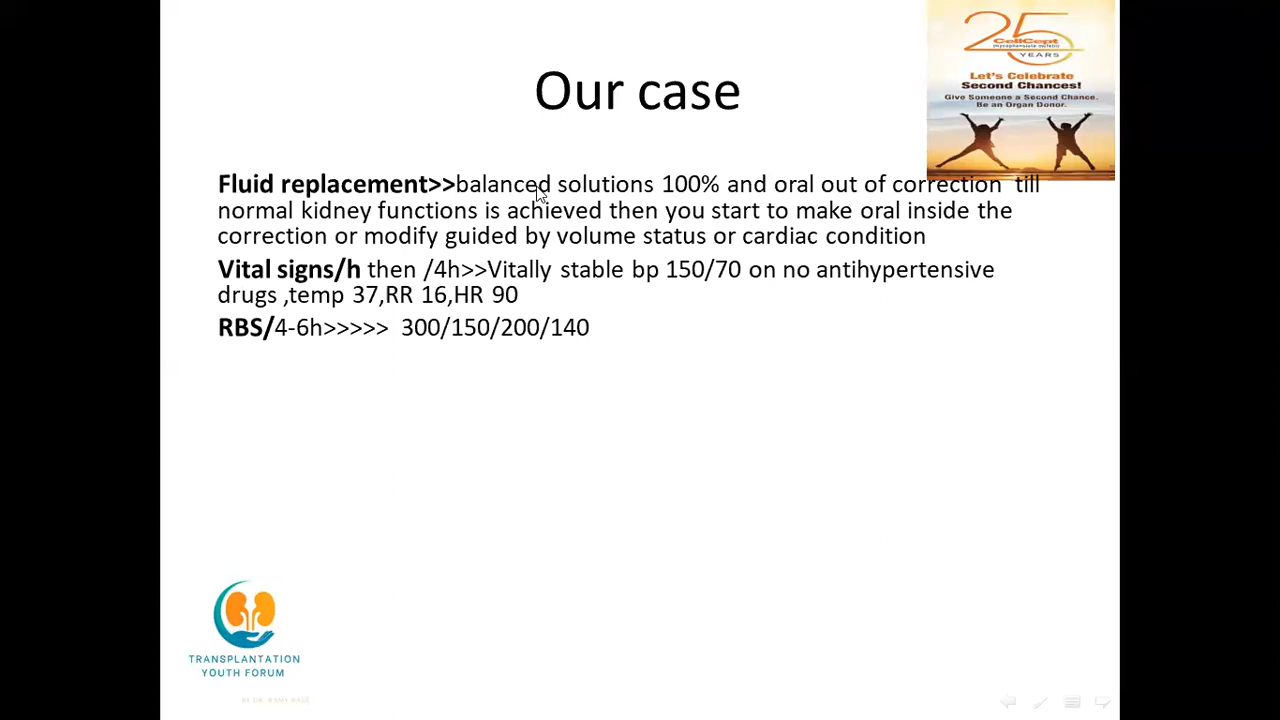 25
CellCept
(mycophenolate mofetil)
YEARS
Let's Celebrate
Second Chances!
Give Someone a Second Chance.
Be an Organ Donor.
Our case
Fluid replacement>>balanced solutions 100% and oral out of correction till
normal kidney functions is achieved then you start to make oral inside the
correction or modify guided by volume status or cardiac condition
Vital signs/h then /4h>>Vitally stable bp 150/70 on no antihypertensive
drugs ,temp 37,RR 16,HR 90
RBS/4-6h>>>>> 300/150/200/140
TRANSPLANTATION
YOUTH FORUM